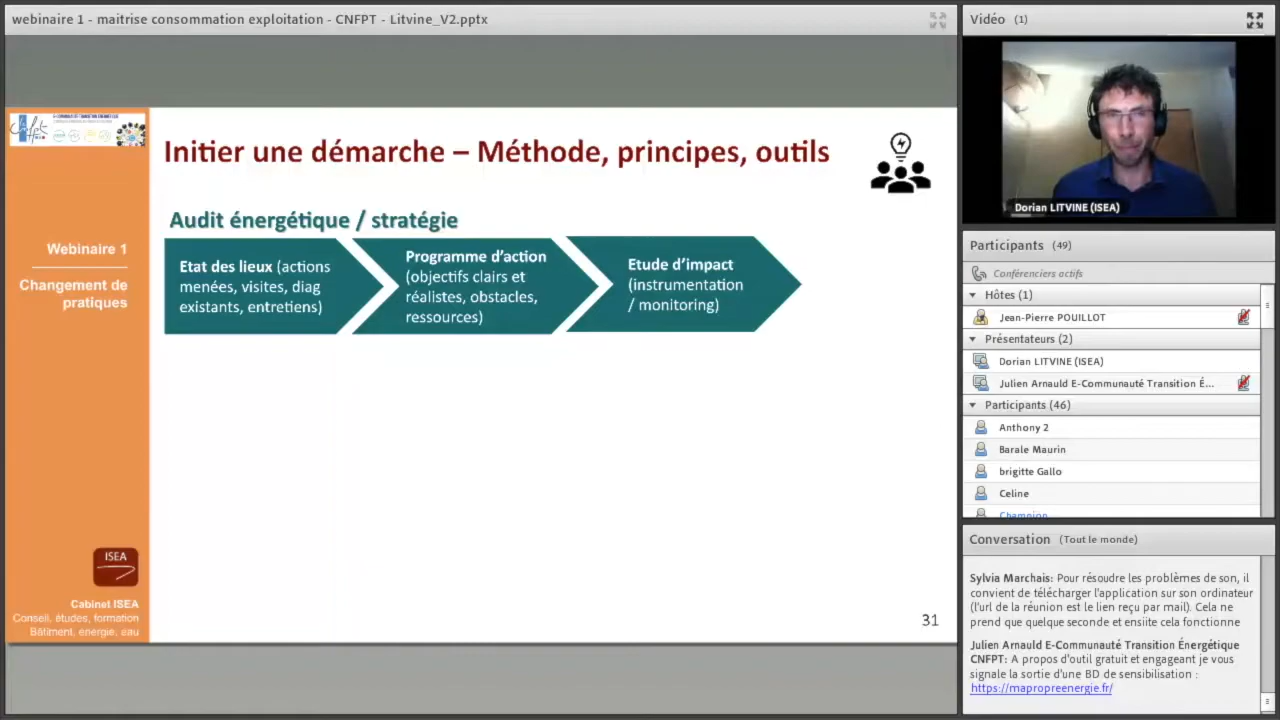 webinaire 1 - maitrise consommation exploitation - CNFPT - Litvine_V2.pptx
Initier une démarche – Méthode, principes, outils
Audit énergétique / stratégie
Etat des lieux (actions
menées, visites, diag
existants, entretiens)
Programme d'action
(objectifs clairs et
réalistes, obstacles,
ressources)
Etude d'impact
(instrumentation
/ monitoring)
Webinaire 1
Changement de
pratiques
ISEA
Cabinet ISEA
Conseil, études, formation
Bâtiment, energie, eau
31
Vidéo (1)
Dorian LITVINE (ISEA)
Participants (49)
Conférenciers actifs
Hôtes (1)
Jean-Pierre POUILLOT
Présentateurs (2)
Dorian LITVINE (ISEA)
Julien Arnauld E-Communauté Transition É...
Participants (46)
Anthony 2
Barale Maurin
brigitte Gallo
Celine
Champion
Conversation (Tout le monde)
Sylvia Marchais: Pour résoudre les problèmes de son, il
convient de télécharger l'application sur son ordinateur
(l'url de la réunion est le lien reçu par mail). Cela ne
prend que quelque seconde et ensiite cela fonctionne
Julien Arnauld E-Communauté Transition Énergétique
CNFPT: A propos d'outil gratuit et engageant je vous
signale la sortie d'une BD de sensibilisation :
https://mapropreenergie.fr/